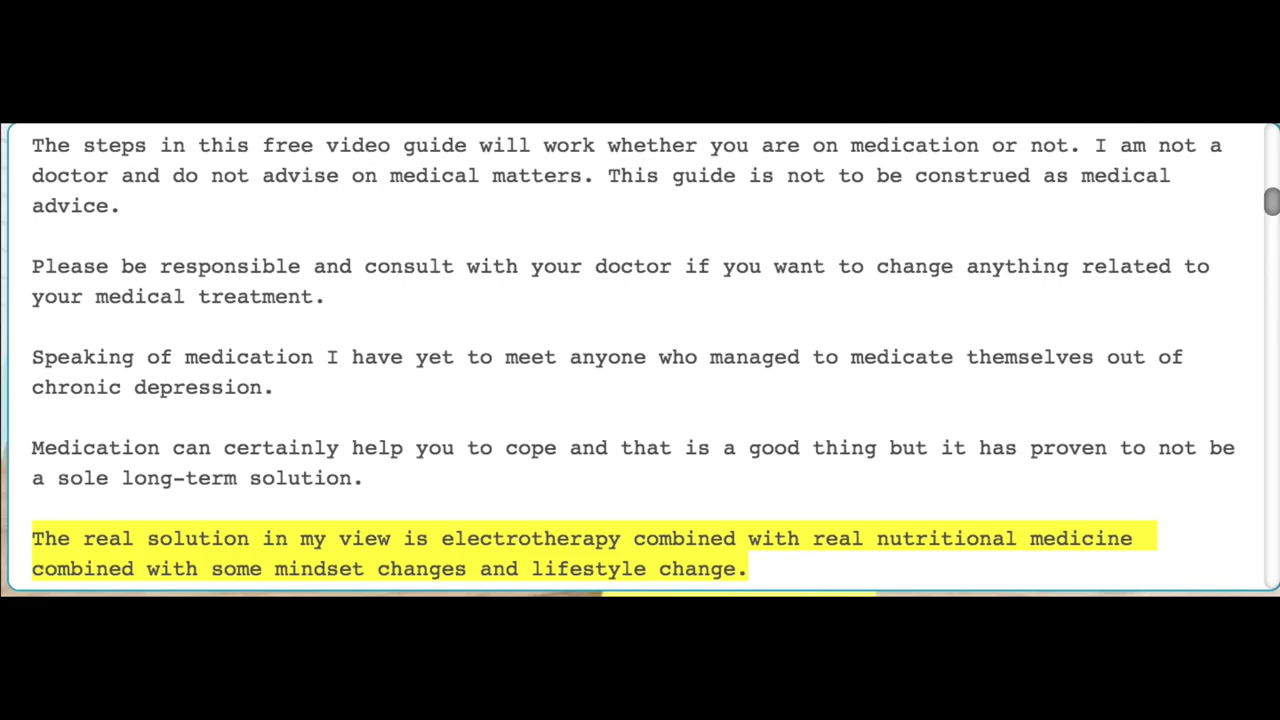 The steps in this free video guide will work whether you are on medication or not. I am not a
doctor and do not advise on medical matters. This guide is not to be construed as medical
advice.
Please be responsible and consult with your doctor if you want to change anything related to
your medical treatment.
Speaking of medication I have yet to meet anyone who managed to medicate themselves out of
chronic depression.
Medication can certainly help you to cope and that is a good thing but it has proven to not be
a sole long-term solution.
The real solution in my view is electrotherapy combined with real nutritional medicine
combined with some mindset changes and lifestyle change.